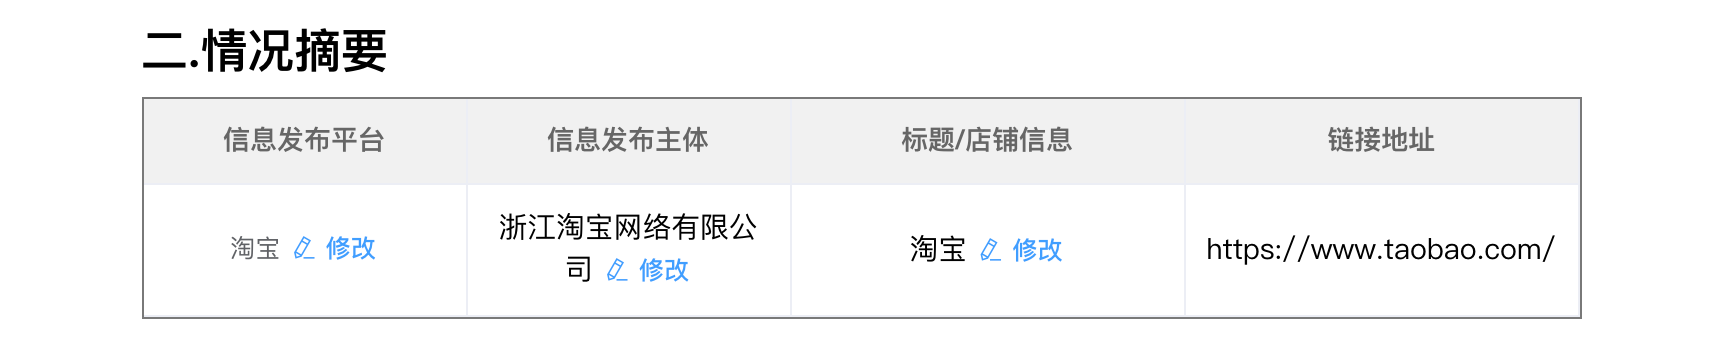 二.情况摘要
信息发布平台 信息发布主体 标题/店铺信息 链接地址
淘宝 修改 浙江淘宝网络有限公司 修改 淘宝 修改 https://www.taobao.com/